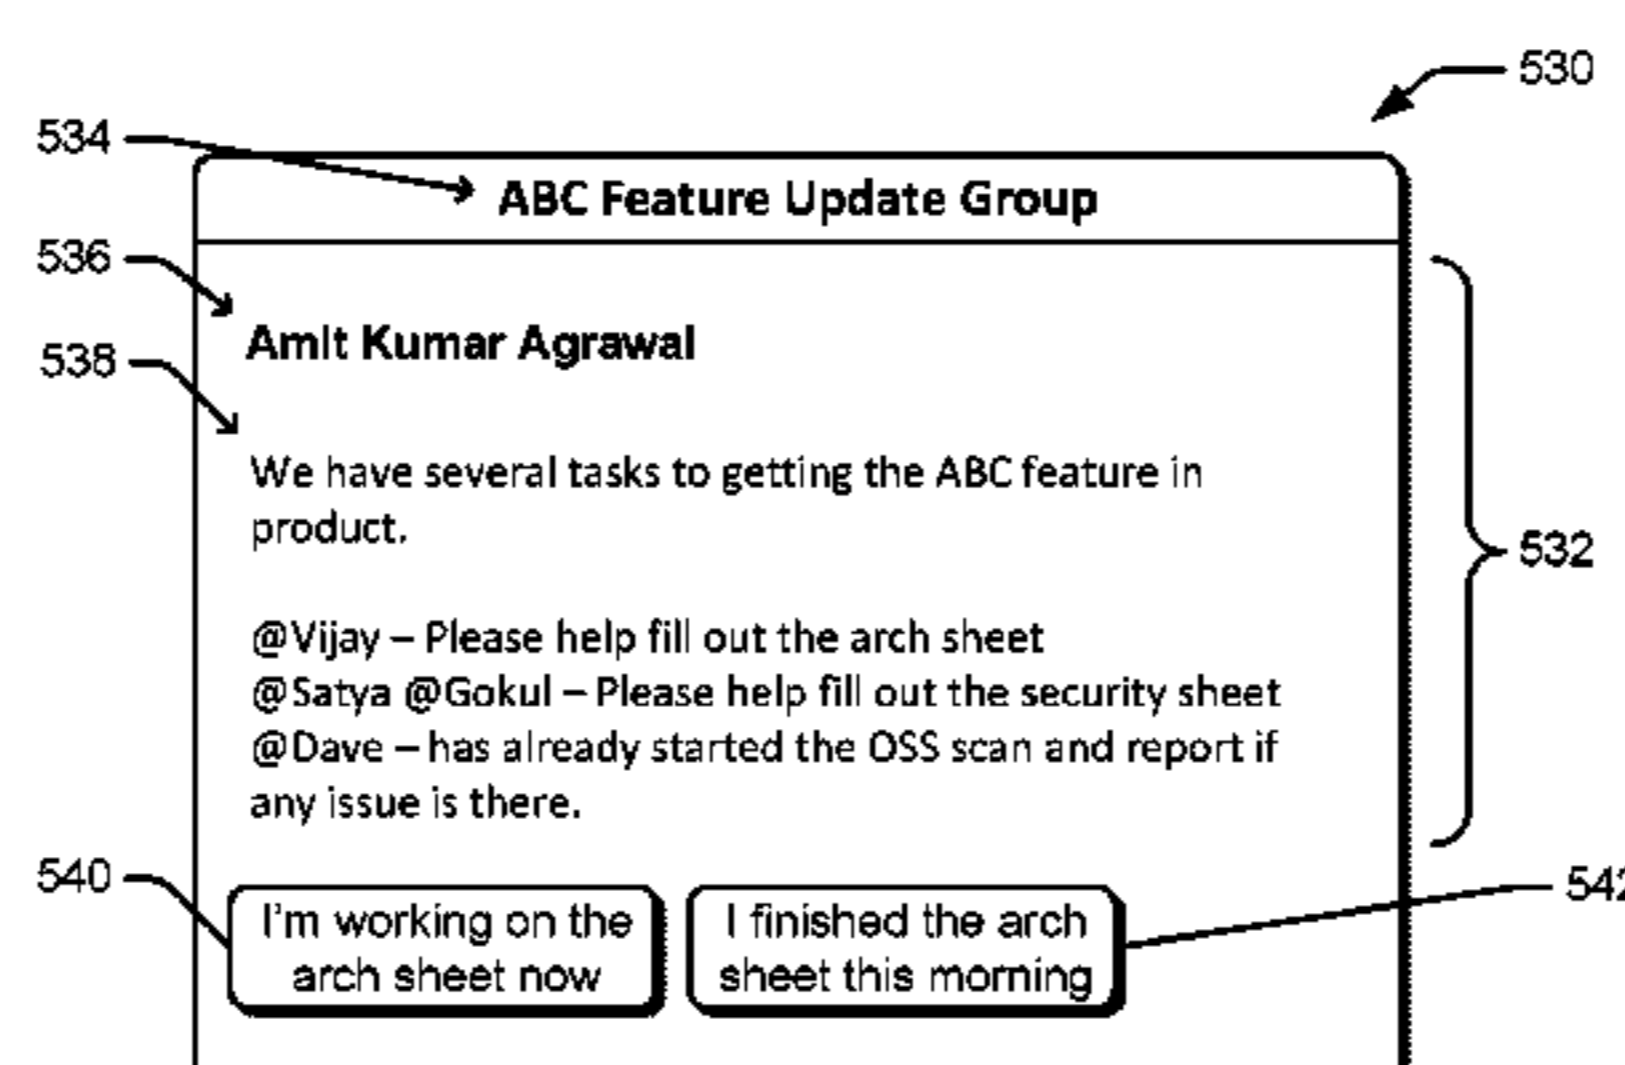 530
534
ABC Feature Update Group
536
Amit Kumar Agrawal
538
We have several tasks to getting the ABC feature in
product.
532
@Vijay – Please help fill out the arch sheet
@Satya @Gokul – Please help fill out the security sheet
@Dave – has already started the OSS scan and report if
any issue is there.
540
542
I'm working on the
arch sheet now
I finished the arch
sheet this morning